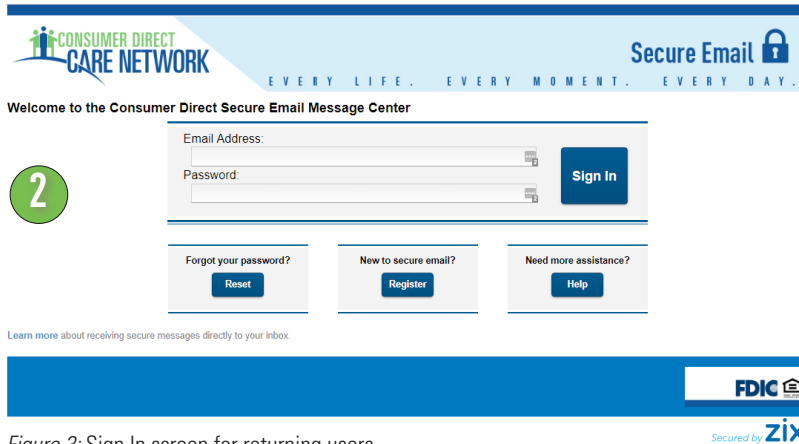 CONSUMER DIRECT
CARE NETWORK
Secure Email
EVERY LIFE. EVERY MOMENT. EVERY DAY.
Welcome to the Consumer Direct Secure Email Message Center
Email Address:
Password:
Sign In
2
Forgot your password?
Reset
New to secure email?
Register
Need more assistance?
Help
Learn more about receiving secure messages directly to your inbox.
FDIC
Figure 2: Sign In screen for returning users
Secured by zix